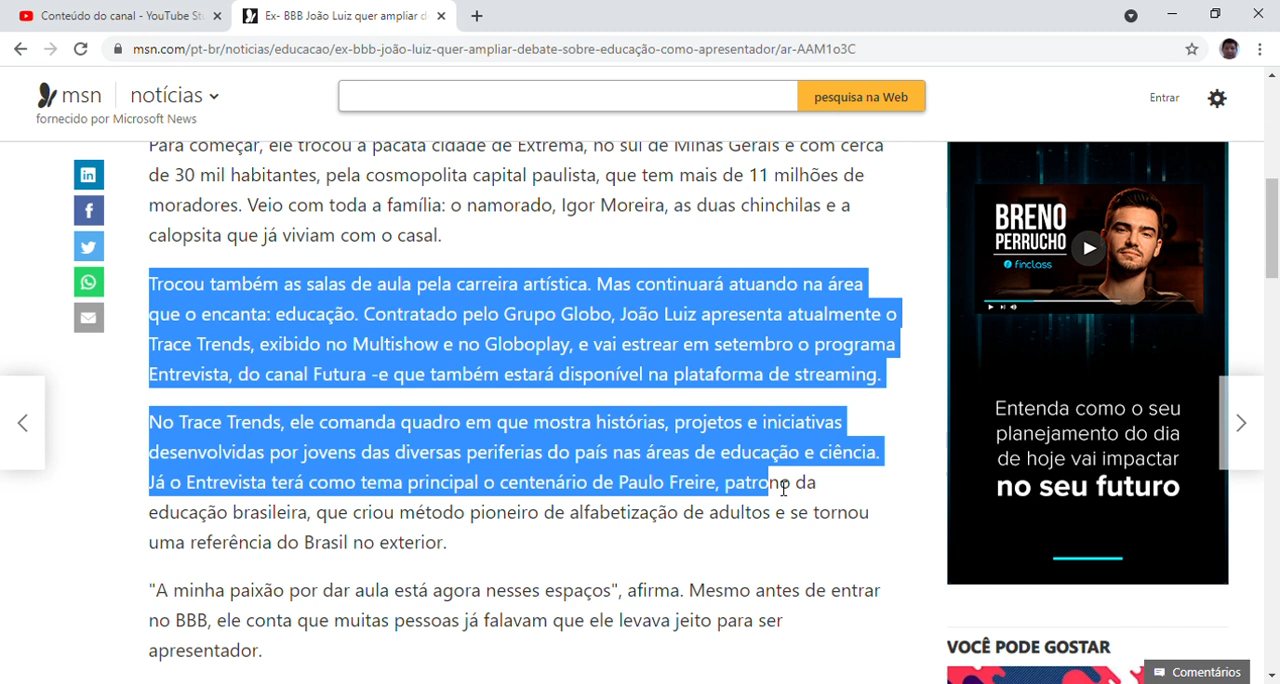 Conteúdo do canal - YouTube St
Ex- BBB João Luiz quer ampliar d
msn.com/pt-br/noticias/educacao/ex-bbb-joão-luiz-quer-ampliar-debate-sobre-educação-como-apresentador/ar-AAM1o3C
msn
notícias
pesquisa na Web
Entrar
fornecido por Microsoft News
Para começar, ele trocou a pacata cidade de Extrema, no sul de Minas Gerais e com cerca
de 30 mil habitantes, pela cosmopolita capital paulista, que tem mais de 11 milhões de
moradores. Veio com toda a família: o namorado, Igor Moreira, as duas chinchilas e a
calopsita que já viviam com o casal.
Trocou também as salas de aula pela carreira artística. Mas continuará atuando na área
que o encanta: educação. Contratado pelo Grupo Globo, João Luiz apresenta atualmente o
Trace Trends, exibido no Multishow e no Globoplay, e vai estrear em setembro o programa
Entrevista, do canal Futura -e que também estará disponível na plataforma de streaming.
No Trace Trends, ele comanda quadro em que mostra histórias, projetos e iniciativas
desenvolvidas por jovens das diversas periferias do país nas áreas de educação e ciência.
Já o Entrevista terá como tema principal o centenário de Paulo Freire, patrono da
educação brasileira, que criou método pioneiro de alfabetização de adultos e se tornou
uma referência do Brasil no exterior.
"A minha paixão por dar aula está agora nesses espaços", afirma. Mesmo antes de entrar
no BBB, ele conta que muitas pessoas já falavam que ele levava jeito para ser
apresentador.
BRENO
PERRUCHO
finclass
Entenda como o seu
planejamento do dia
de hoje vai impactar
no seu futuro
VOCÊ PODE GOSTAR
Comentários